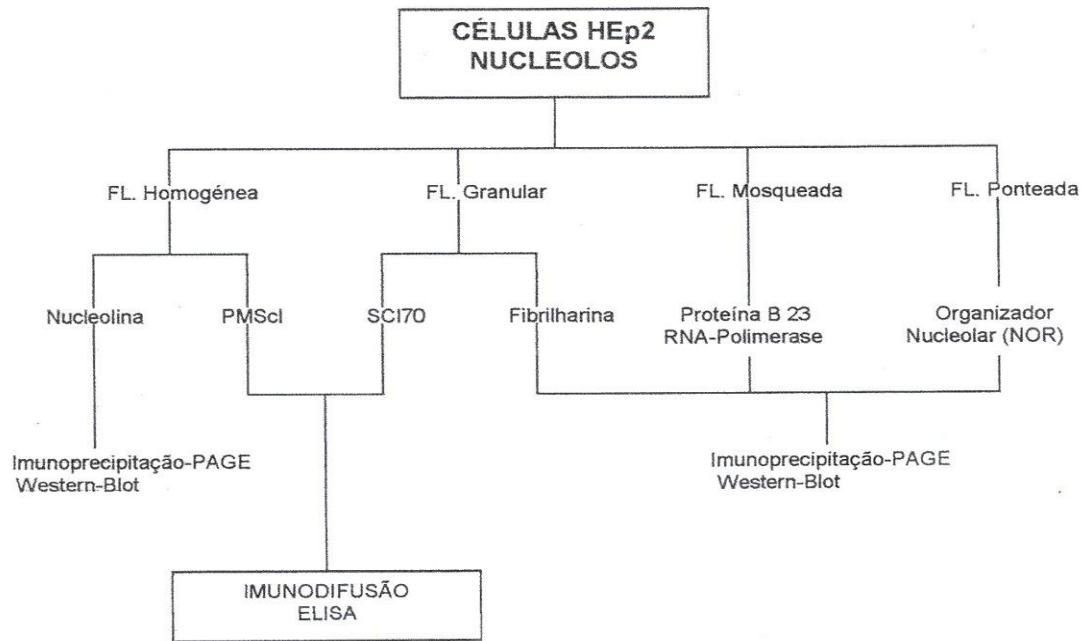 CÉLULAS HEp2
NUCLEOLOS
FL. Homogénea
FL. Granular
FL. Mosqueada
FL. Ponteada
Nucleolina
PMScl
SCl70
Fibrilharina
Proteína B 23
RNA-Polimerase
Organizador
Nucleolar (NOR)
Imunoprecipitação-PAGE
Western-Blot
Imunoprecipitação-PAGE
Western-Blot
IMUNODIFUSÃO
ELISA